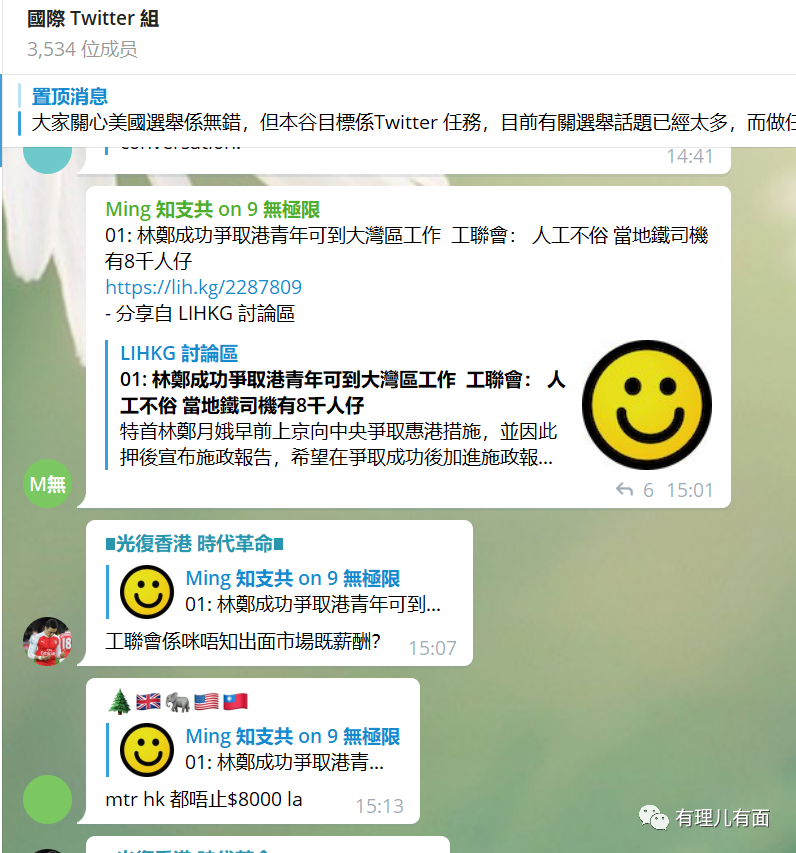 國際 Twitter 組
3,534 位成员
置顶消息
大家關心美國選舉係無錯，但本谷目標係Twitter 任務，目前有關選舉話題已經太多，而做任
conversation.
14:41
Ming 知支共 on 9 無極限
01: 林鄭成功爭取港青年可到大灣區工作 工聯會： 人工不俗 當地鐵司機
有8千人仔
https://lih.kg/2287809
- 分享自 LIHKG 討論區
LIHKG 討論區
01: 林鄭成功爭取港青年可到大灣區工作 工聯會： 人
工不俗 當地鐵司機有8千人仔
特首林鄭月娥早前上京向中央爭取惠港措施，並因此
押後宣布施政報告，希望在爭取成功後加進施政報...
M無
6 15:01
光復香港 時代革命
Ming 知支共 on 9 無極限
01: 林鄭成功爭取港青年可到...
工聯會係咪唔知出面市場既薪酬？
15:07
18
Ming 知支共 on 9 無極限
01: 林鄭成功爭取港青...
mtr hk 都唔止$8000 la
15:13
有理儿有面